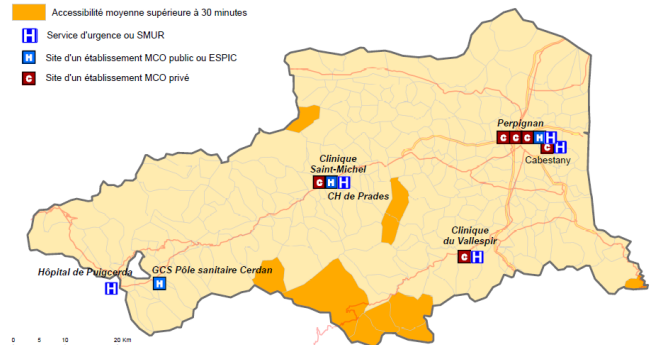 Accessibilité moyenne supérieure à 30 minutes
H Service d'urgence ou SMUR
M Site d'un établissement MCO public ou ESPIC
C Site d'un établissement MCO privé
Perpignan
C C C M H
C H
Cabestany
Clinique
Saint-Michel
C M H
CH de Prades
Clinique
du Vallespir
C H
Hôpital de Puigcerda
H
GCS Pôle sanitaire Cerdan
M
0 5 10 20 Km